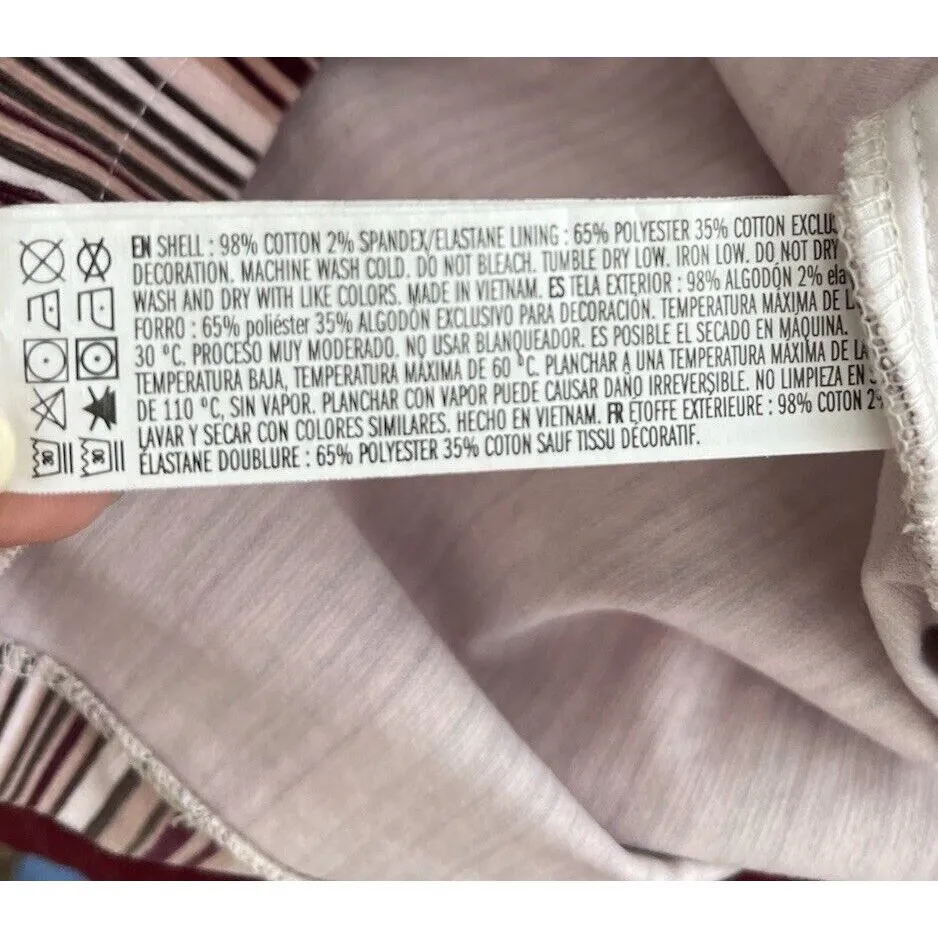 EN SHELL : 98% COTTON 2% SPANDEX/ELASTANE LINING : 65% POLYESTER 35% COTTON EXCLU
DECORATION. MACHINE WASH COLD. DO NOT BLEACH. TUMBLE DRY LOW. IRON LOW. DO NOT DRY
WASH AND DRY WITH LIKE COLORS. MADE IN VIETNAM. ES TELA EXTERIOR : 98% ALGODÓN 2% ela
FORRO : 65% poliéster 35% ALGODÓN EXCLUSIVO PARA DECORACIÓN. TEMPERATURA MÁXIMA DE L
30 °C. PROCESO MUY MODERADO. NO USAR BLANQUEADOR. ES POSIBLE EL SECADO EN MÁQUINA.
TEMPERATURA BAJA, TEMPERATURA MÁXIMA DE 60 °C. PLANCHAR A UNA TEMPERATURA MÁXIMA DE LA
DE 110 °C, SIN VAPOR. PLANCHAR CON VAPOR PUEDE CAUSAR DAÑO IRREVERSIBLE. NO LIMPIEZA EN
LAVAR Y SECAR CON COLORES SIMILARES. HECHO EN VIETNAM. FR ÉTOFFE EXTÉRIEURE : 98% COTON 2%
ÉLASTANE DOUBLURE : 65% POLYESTER 35% COTON SAUF TISSU DÉCORATIF.
30 30